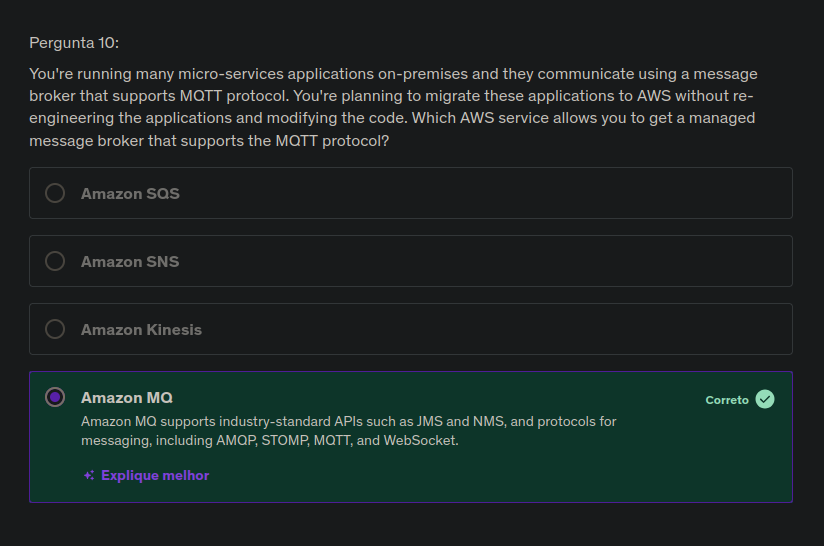 Pergunta 10:
You're running many micro-services applications on-premises and they communicate using a message
broker that supports MQTT protocol. You're planning to migrate these applications to AWS without re-
engineering the applications and modifying the code. Which AWS service allows you to get a managed
message broker that supports the MQTT protocol?
Amazon SQS
Amazon SNS
Amazon Kinesis
Amazon MQ
Correto
Amazon MQ supports industry-standard APIs such as JMS and NMS, and protocols for
messaging, including AMQP, STOMP, MQTT, and WebSocket.
Explique melhor